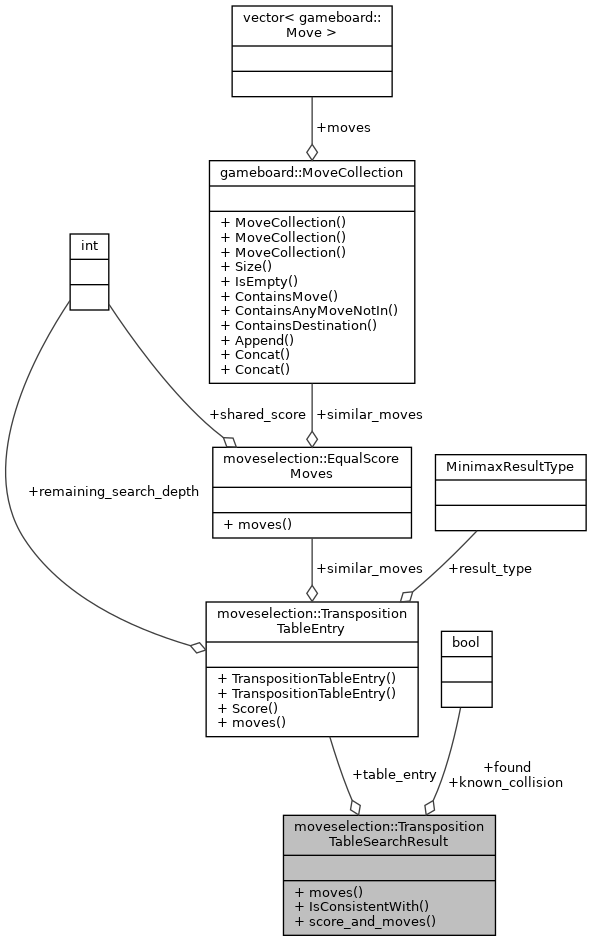 vector< gameboard::
Move >
+moves
gameboard::MoveCollection
+ MoveCollection()
+ MoveCollection()
+ MoveCollection()
+ Size()
+ IsEmpty()
+ ContainsMove()
+ ContainsAnyMoveNotIn()
+ ContainsDestination()
+ Append()
+ Concat()
+ Concat()
int
+shared_score
+similar_moves
moveselection::EqualScore
Moves
+ moves()
MinimaxResultType
+remaining_search_depth
+similar_moves
+result_type
moveselection::Transposition
TableEntry
+ TranspositionTableEntry()
+ TranspositionTableEntry()
+ Score()
+ moves()
bool
+table_entry
+found
+known_collision
moveselection::Transposition
TableSearchResult
+ moves()
+ IsConsistentWith()
+ score_and_moves()